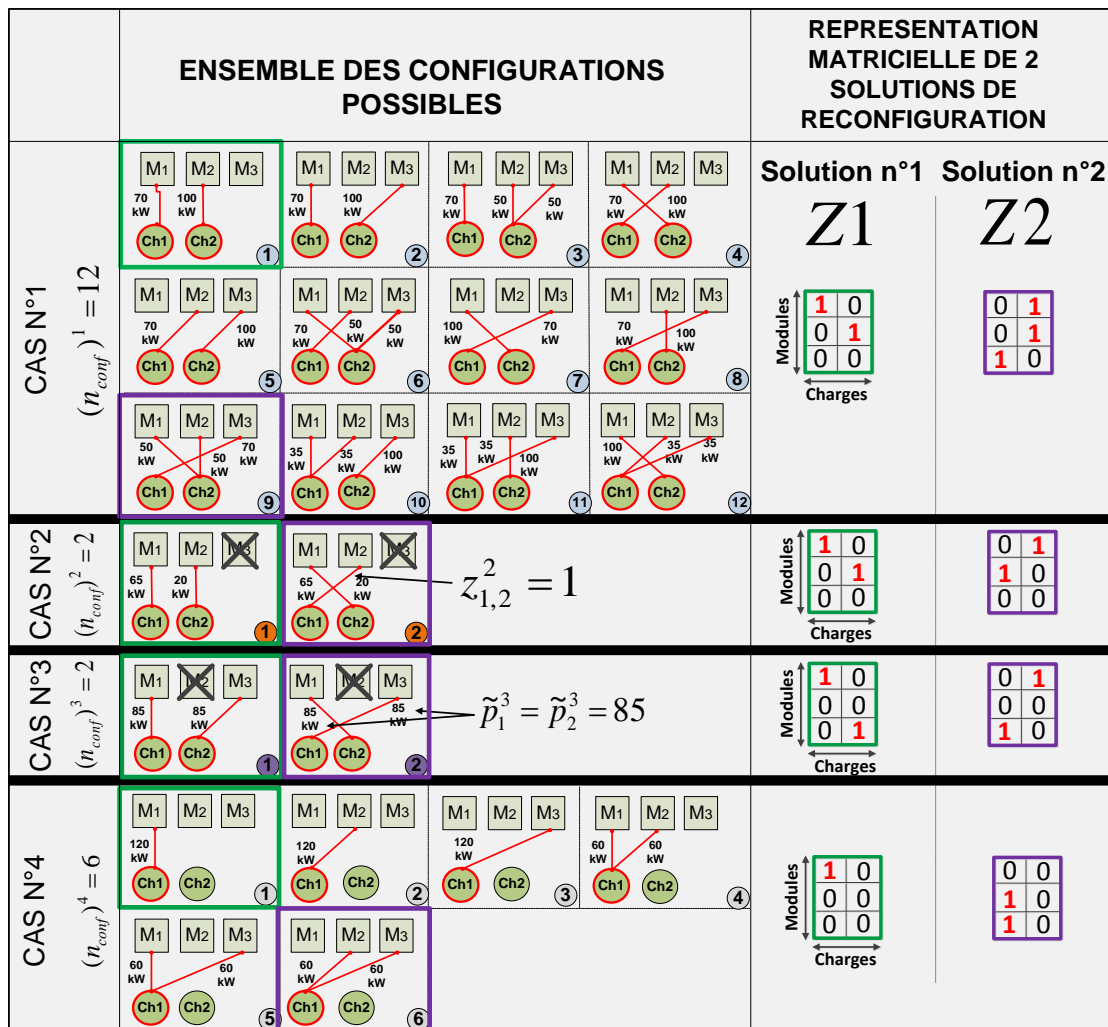 ENSEMBLE DES CONFIGURATIONS
POSSIBLES
REPRESENTATION
MATRICIELLE DE 2
SOLUTIONS DE
RECONFIGURATION
CAS N°1
(n_conf)^1 = 12
M1 M2 M3
70 kW 100 kW
Ch1 Ch2
1
M1 M2 M3
70 kW 100 kW
Ch1 Ch2
2
M1 M2 M3
70 kW 50 kW 50 kW
Ch1 Ch2
3
M1 M2 M3
70 kW 100 kW
Ch1 Ch2
4
M1 M2 M3
70 kW 100 kW
Ch1 Ch2
5
M1 M2 M3
70 kW 50 kW 50 kW
Ch1 Ch2
6
M1 M2 M3
100 kW 70 kW
Ch1 Ch2
7
M1 M2 M3
70 kW 100 kW
Ch1 Ch2
8
M1 M2 M3
50 kW 50 kW 70 kW
Ch1 Ch2
9
M1 M2 M3
35 kW 35 kW 100 kW
Ch1 Ch2
10
M1 M2 M3
35 kW 35 kW 100 kW
Ch1 Ch2
11
M1 M2 M3
100 kW 35 kW 35 kW
Ch1 Ch2
12
Solution n°1 Solution n°2
Z1 Z2
Modules
1 0
0 1
0 0
Charges
0 1
0 1
1 0
CAS N°2
(n_conf)^2 = 2
M1 M2 M3
65 kW 20 kW
Ch1 Ch2
1
M1 M2 M3
65 kW 20 kW
Ch1 Ch2
2
z^2_{1,2} = 1
Modules
1 0
0 1
0 0
Charges
0 1
1 0
0 0
CAS N°3
(n_conf)^3 = 2
M1 M2 M3
85 kW 85 kW
Ch1 Ch2
1
M1 M2 M3
85 kW 85 kW
Ch1 Ch2
2
p̃^3_1 = p̃^3_2 = 85
Modules
1 0
0 0
0 1
Charges
0 1
0 0
1 0
CAS N°4
(n_conf)^4 = 6
M1 M2 M3
120 kW
Ch1 Ch2
1
M1 M2 M3
120 kW
Ch1 Ch2
2
M1 M2 M3
120 kW
Ch1 Ch2
3
M1 M2 M3
60 kW 60 kW
Ch1 Ch2
4
M1 M2 M3
60 kW 60 kW
Ch1 Ch2
5
M1 M2 M3
60 kW 60 kW
Ch1 Ch2
6
Modules
1 0
0 0
0 0
Charges
0 0
1 0
1 0